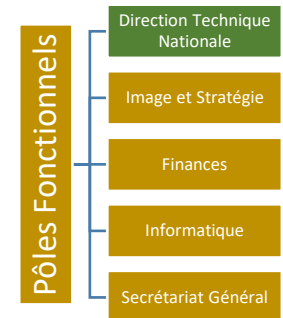 Pôles Fonctionnels
Direction Technique
Nationale
Image et Stratégie
Finances
Informatique
Secrétariat Général